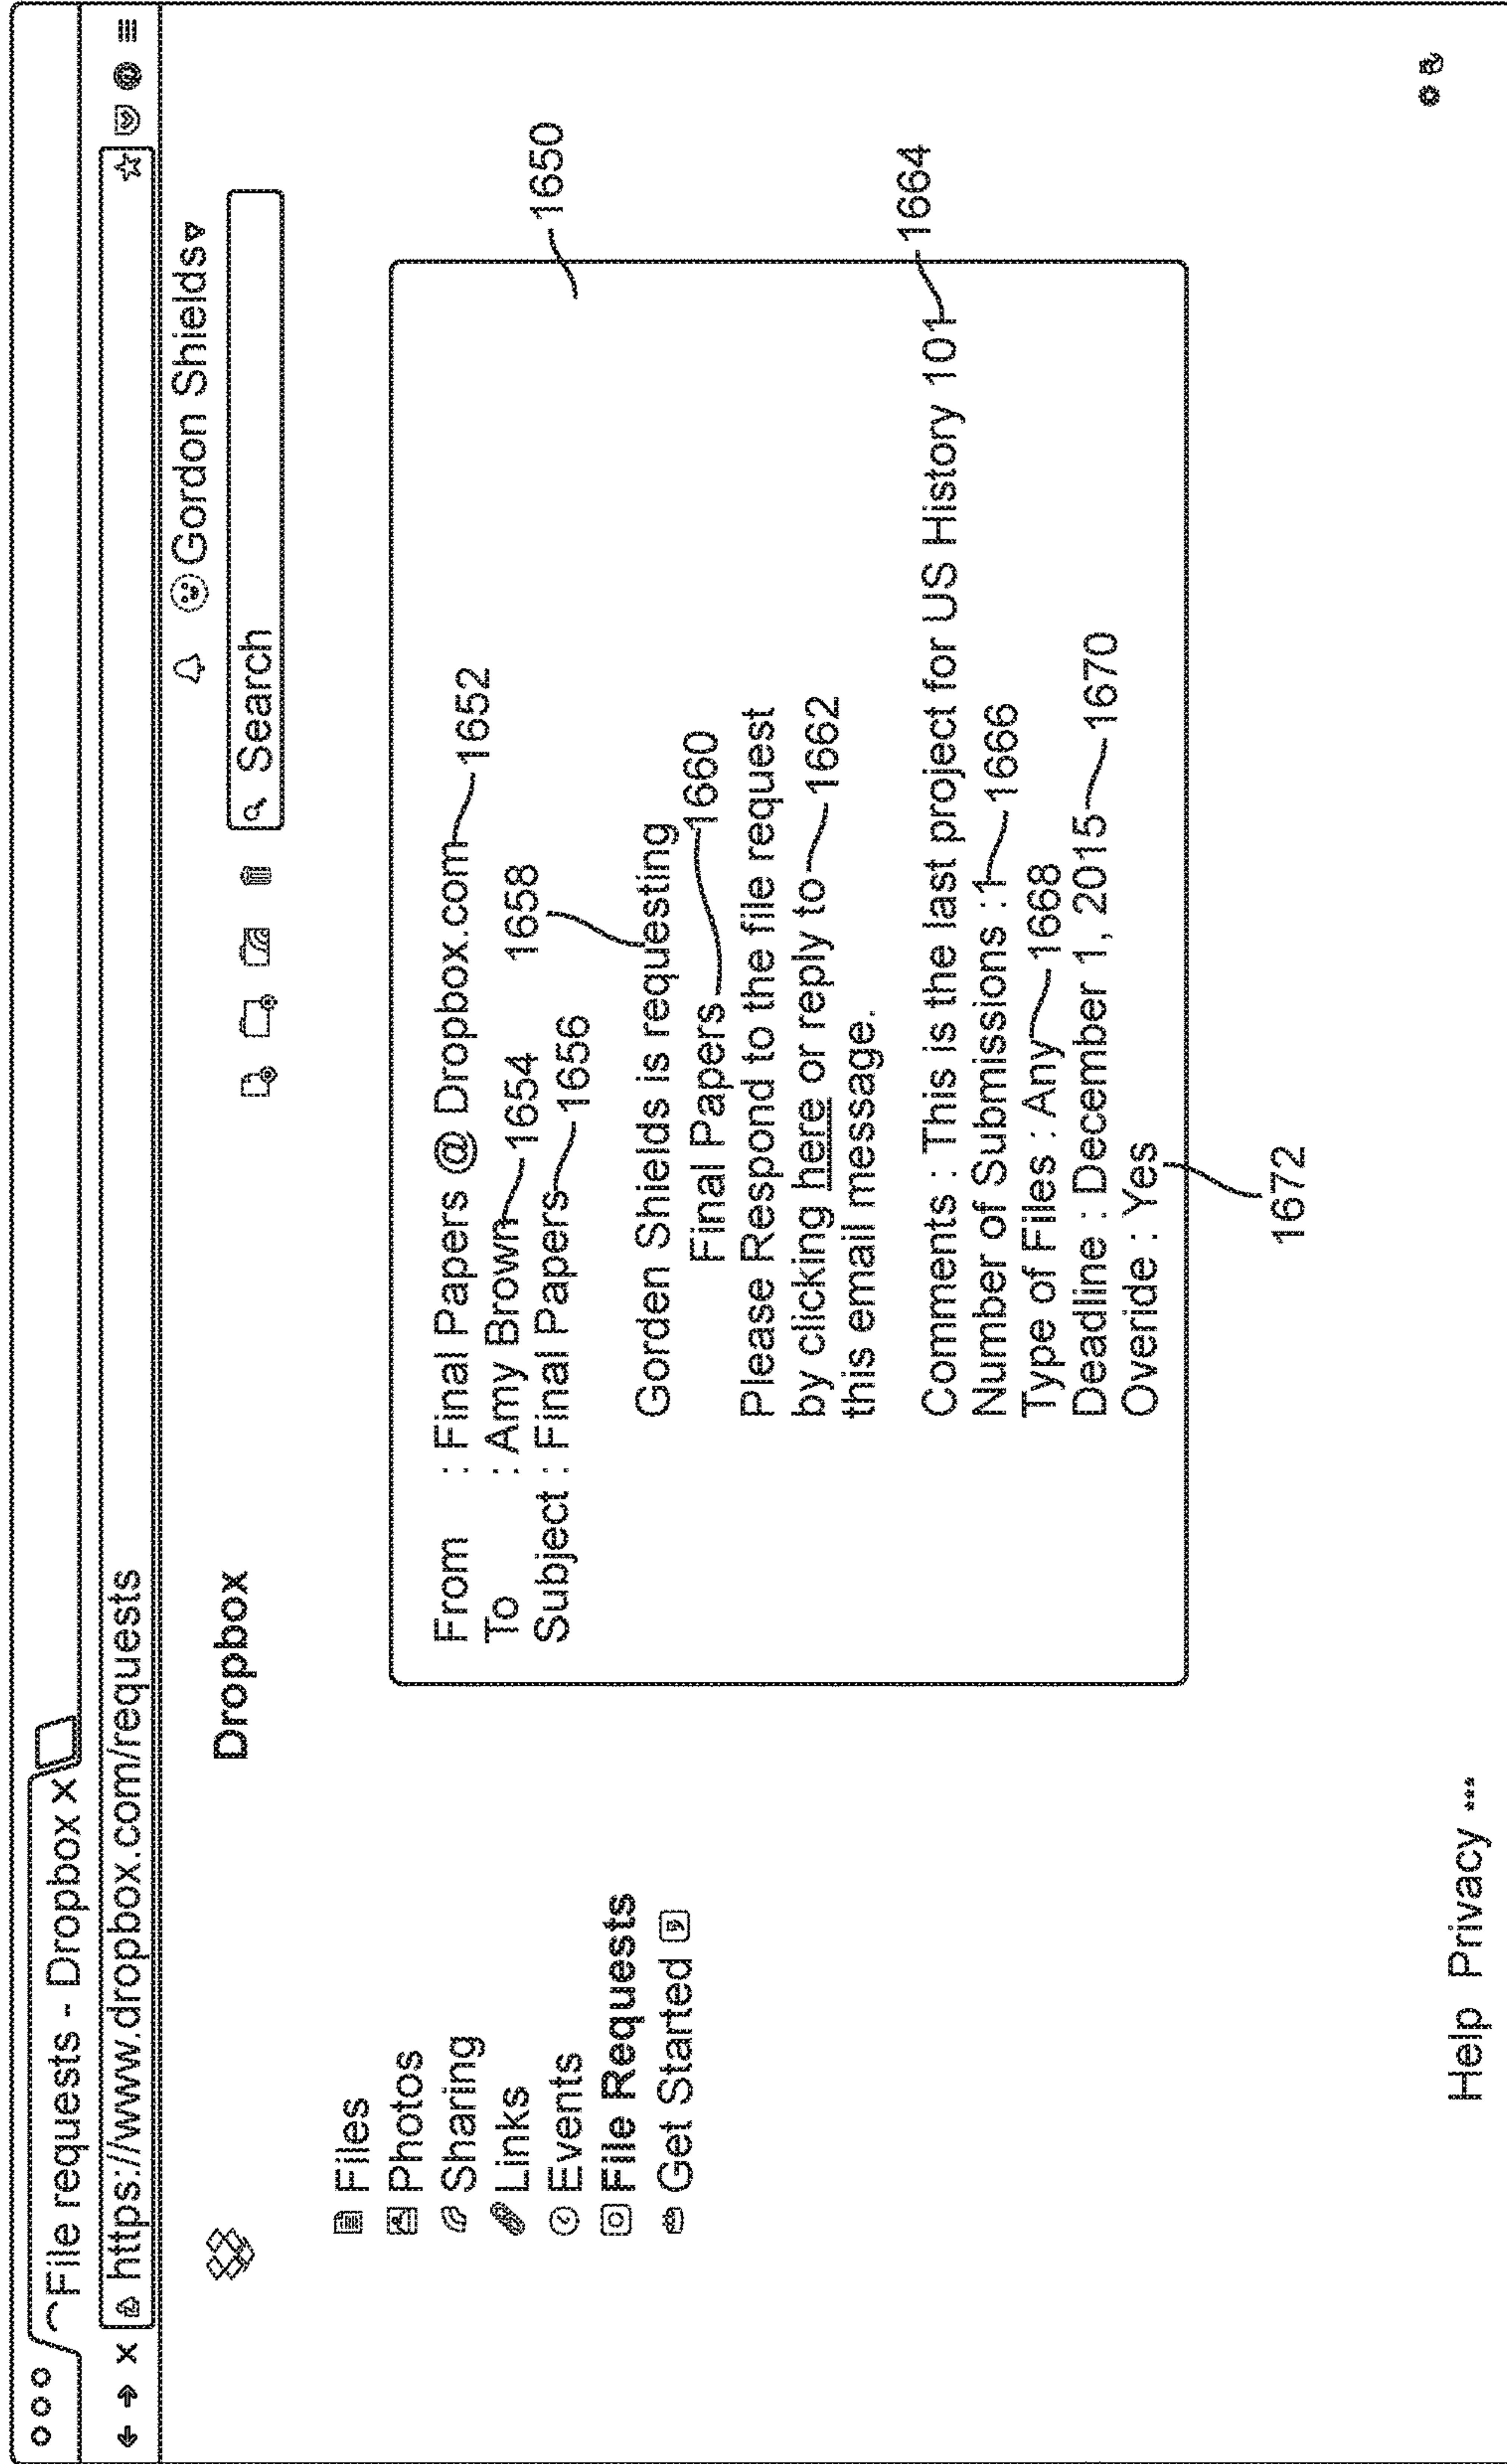 File requests - Dropbox X
https://www.dropbox.com/requests
Gordon Shields
Dropbox
Search
Files
Photos
Sharing
Links
Events
File Requests
Get Started
From : Final Papers @ Dropbox.com 1652
To : Amy Brown 1654
Subject : Final Papers 1656
1658
1650
Gorden Shields is requesting
Final Papers 1660
Please Respond to the file request
by clicking here or reply to 1662
this email message.
Comments : This is the last project for US History 101 1664
Number of Submissions :1 1666
Type of Files : Any 1668
Deadline : December 1, 2015 1670
Overide : Yes
1672
Help Privacy ***